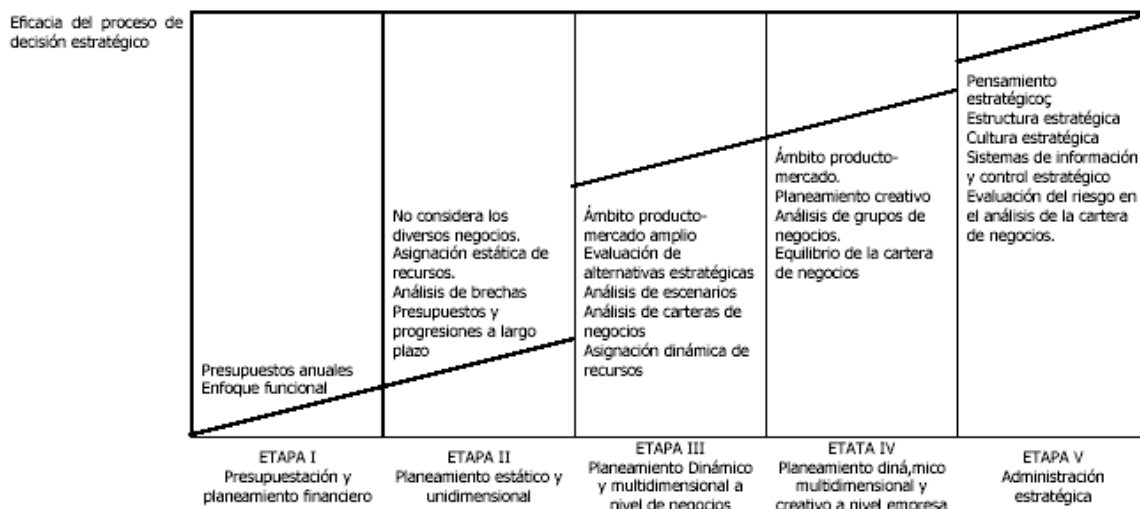 Eficacia del proceso de
decisión estratégico
Presupuestos anuales
Enfoque funcional
No considera los
diversos negocios.
Asignación estática de
recursos.
Análisis de brechas
Presupuestos y
progresiones a largo
plazo
Ámbito producto-
mercado amplio
Evaluación de
alternativas estratégicas
Análisis de escenarios
Análisis de carteras de
negocios
Asignación dinámica de
recursos
Ámbito producto-
mercado.
Planeamiento creativo
Análisis de grupos de
negocios.
Equilibrio de la cartera
de negocios
Pensamiento
estratégicoç
Estructura estratégica
Cultura estratégica
Sistemas de información
y control estratégico
Evaluación del riesgo en
el análisis de la cartera
de negocios.
ETAPA I
Presupuestación y
planeamiento financiero
ETAPA II
Planeamiento estático y
unidimensional
ETAPA III
Planeamiento Dinámico
y multidimensional a
nivel de negocios
ETATA IV
Planeamiento diná,mico
multidimensional y
creativo a nivel empresa
ETAPA V
Administración
estratégica